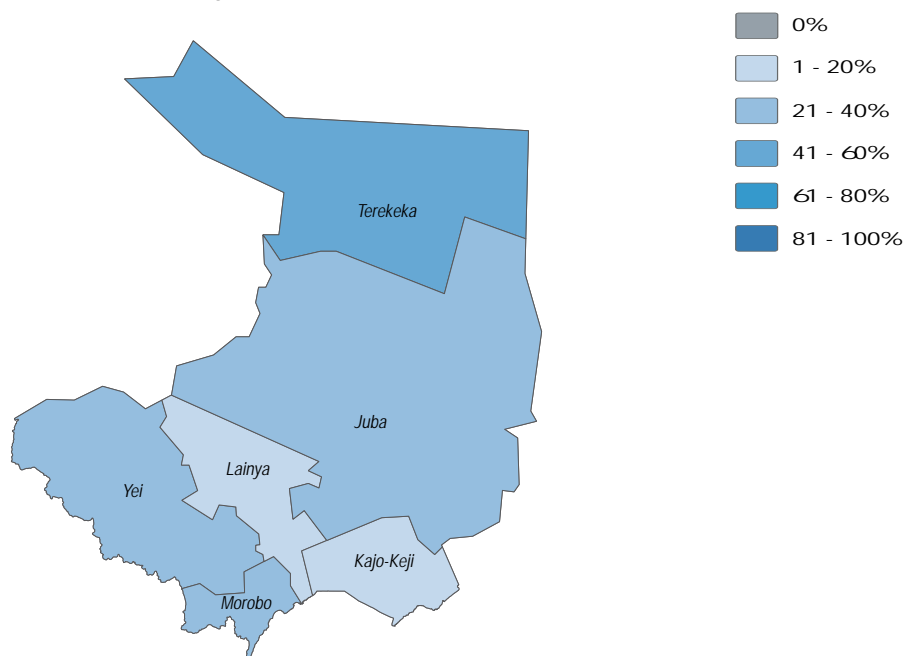 0%
1 - 20%
21 - 40%
41 - 60%
61 - 80%
81 - 100%
Terekeka
Juba
Lainya
Yei
Kajo-Keji
Morobo